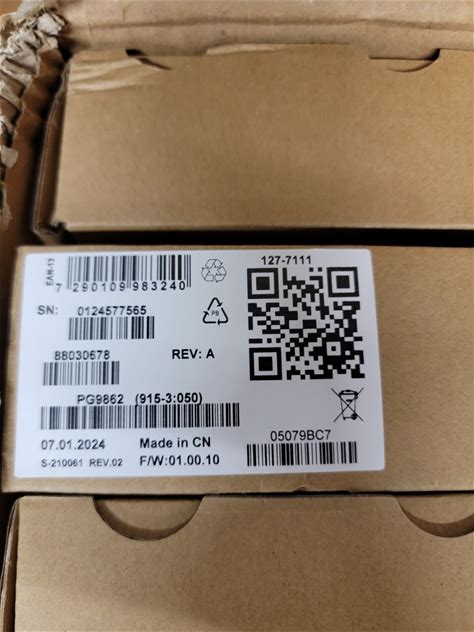 EAN-13
7 290109 983240
127-7111
SN: 0124577565
PB
88030678
REV: A
PG9862 (915-3:050)
07.01.2024 Made in CN
05079BC7
S-210061 REV.02 F/W:01.00.10